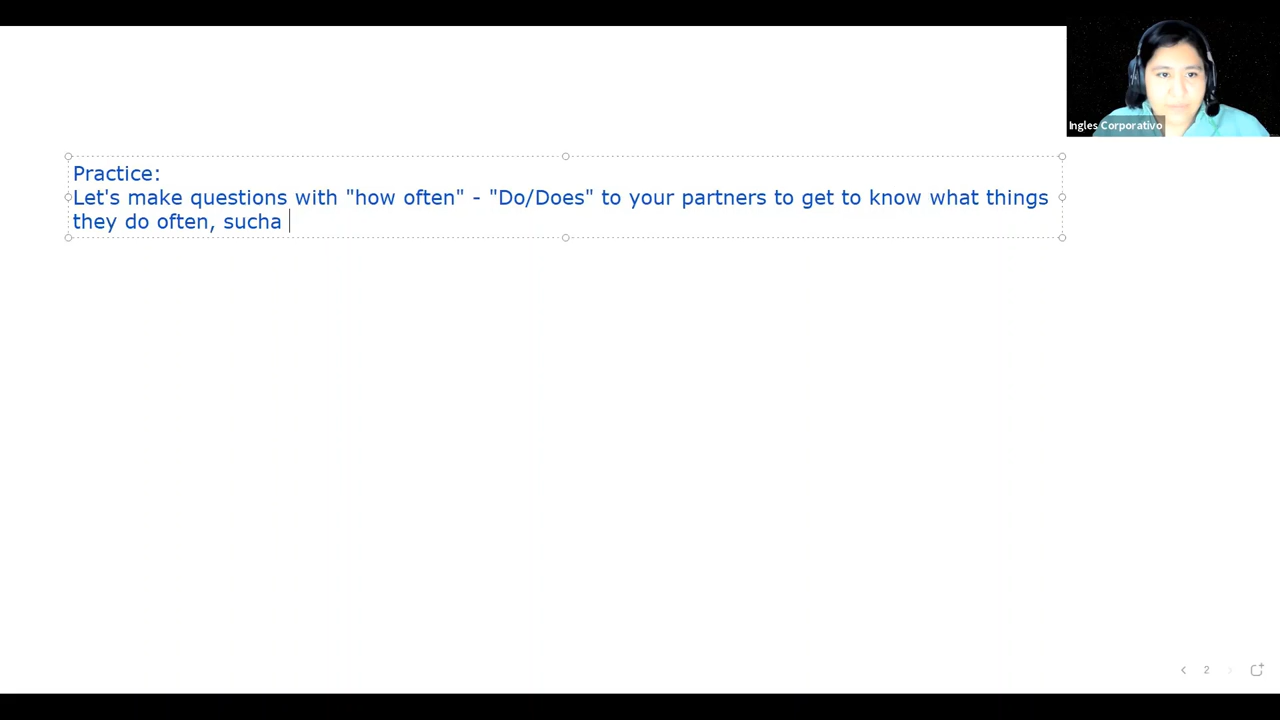 Ingles Corporativo
Practice:
Let's make questions with "how often" - "Do/Does" to your partners to get to know what things
they do often, sucha
2